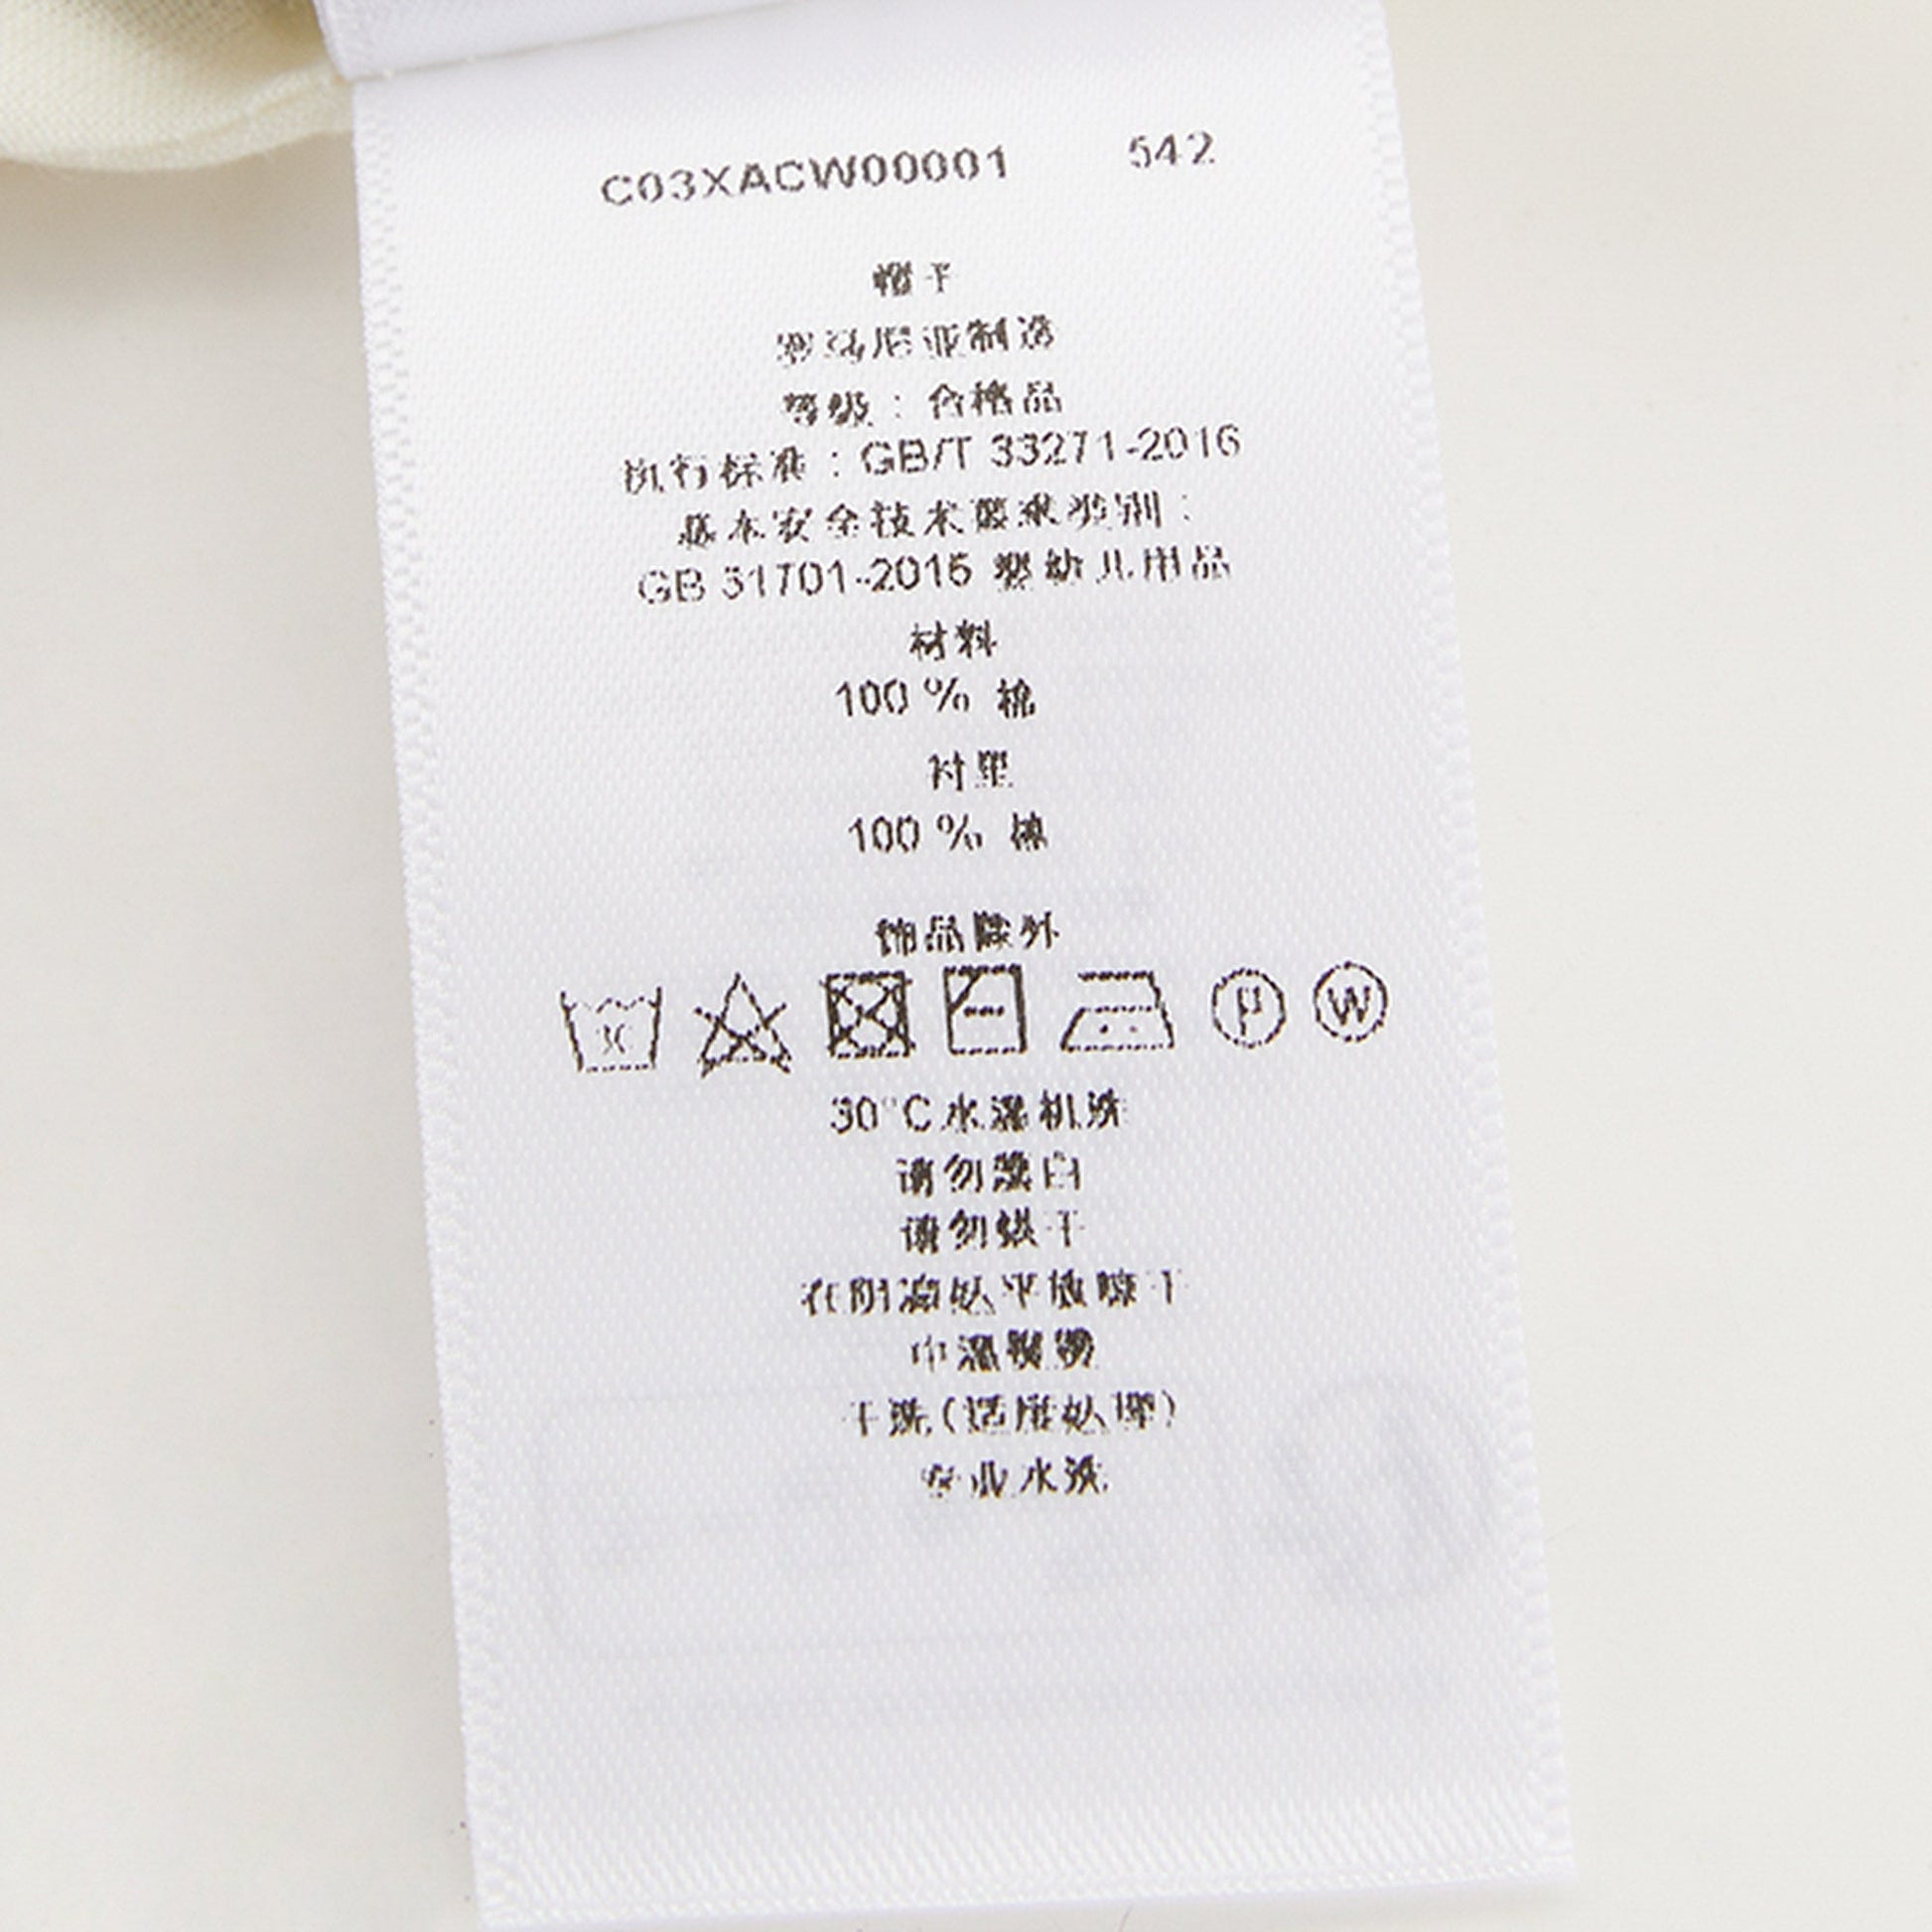 C03XACW00001 542
帽子
罗马尼亚制造
等级：合格品
执行标准：GB/T 33271-2016
基本安全技术要求类别：
GB 31701-2015 婴幼儿用品
材料
100 % 棉
衬里
100 % 棉
饰品除外
P W
30°C水温机洗
请勿漂白
请勿烘干
在阴凉处平放晾干
中温熨烫
干洗(适度处理)
专业水洗